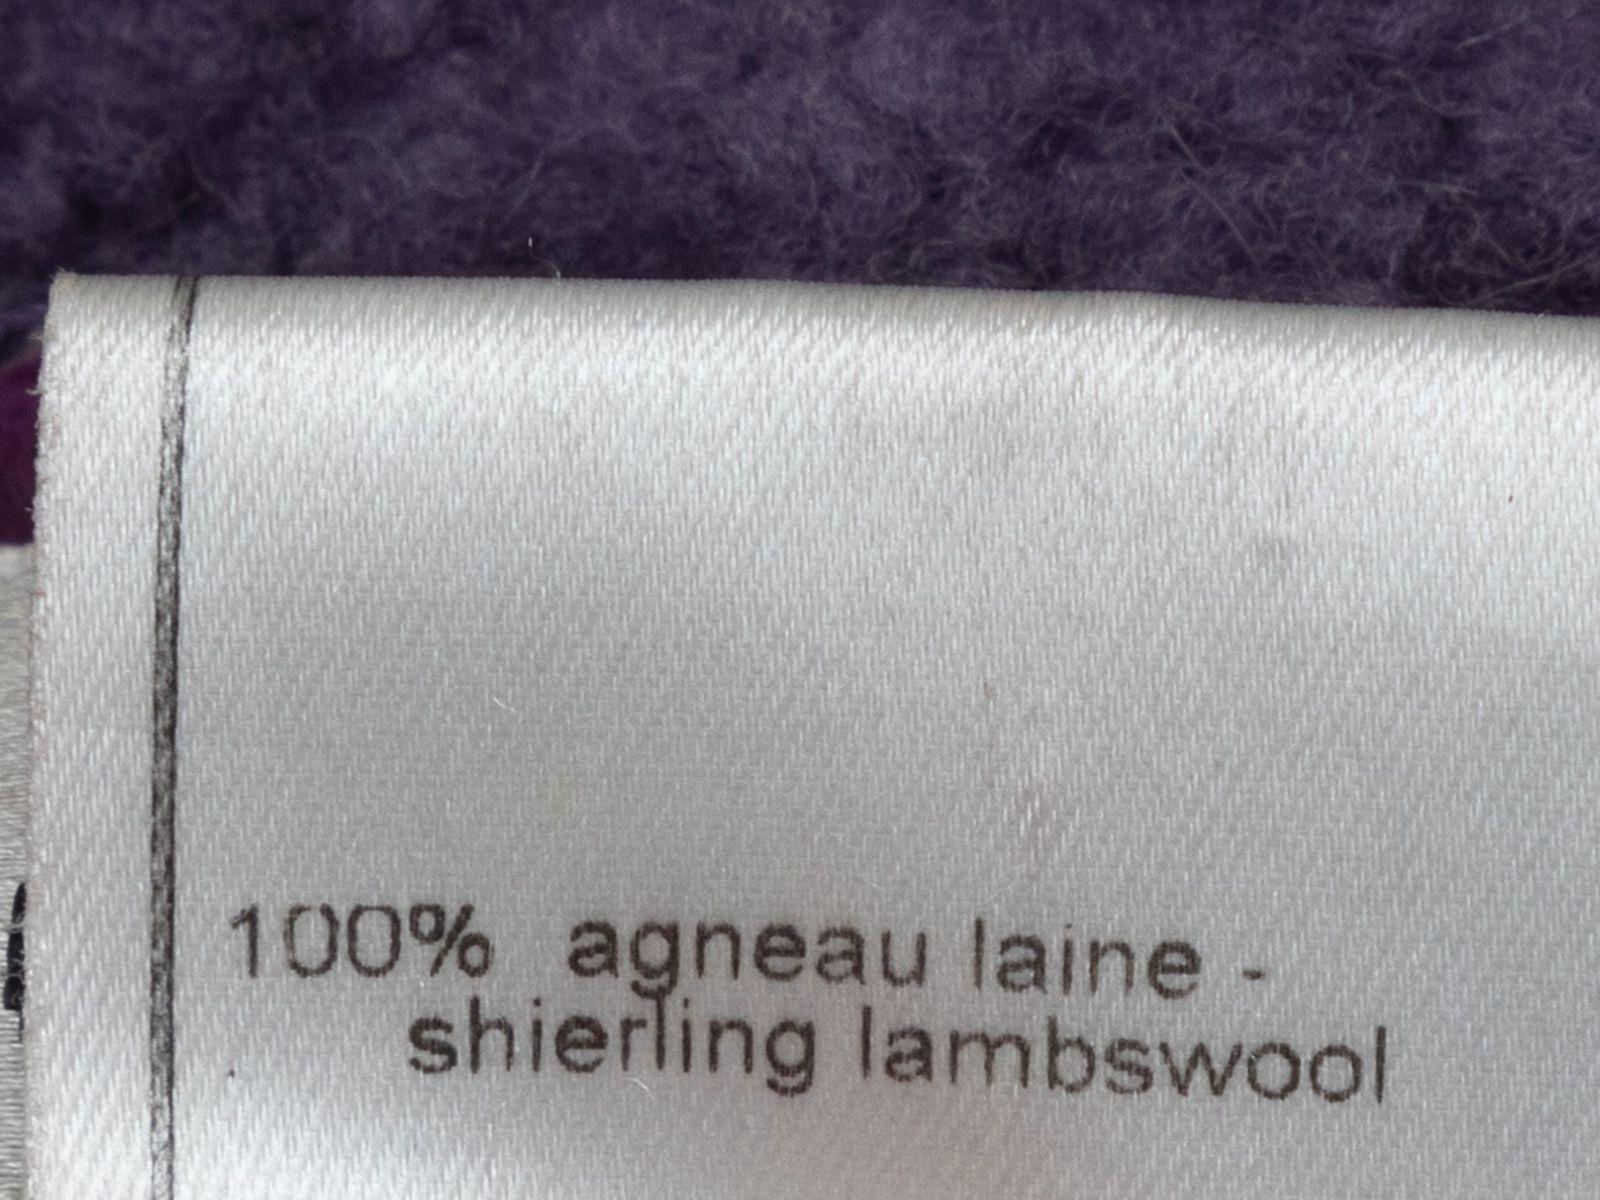 100% agneau laine -
shierling lambswool